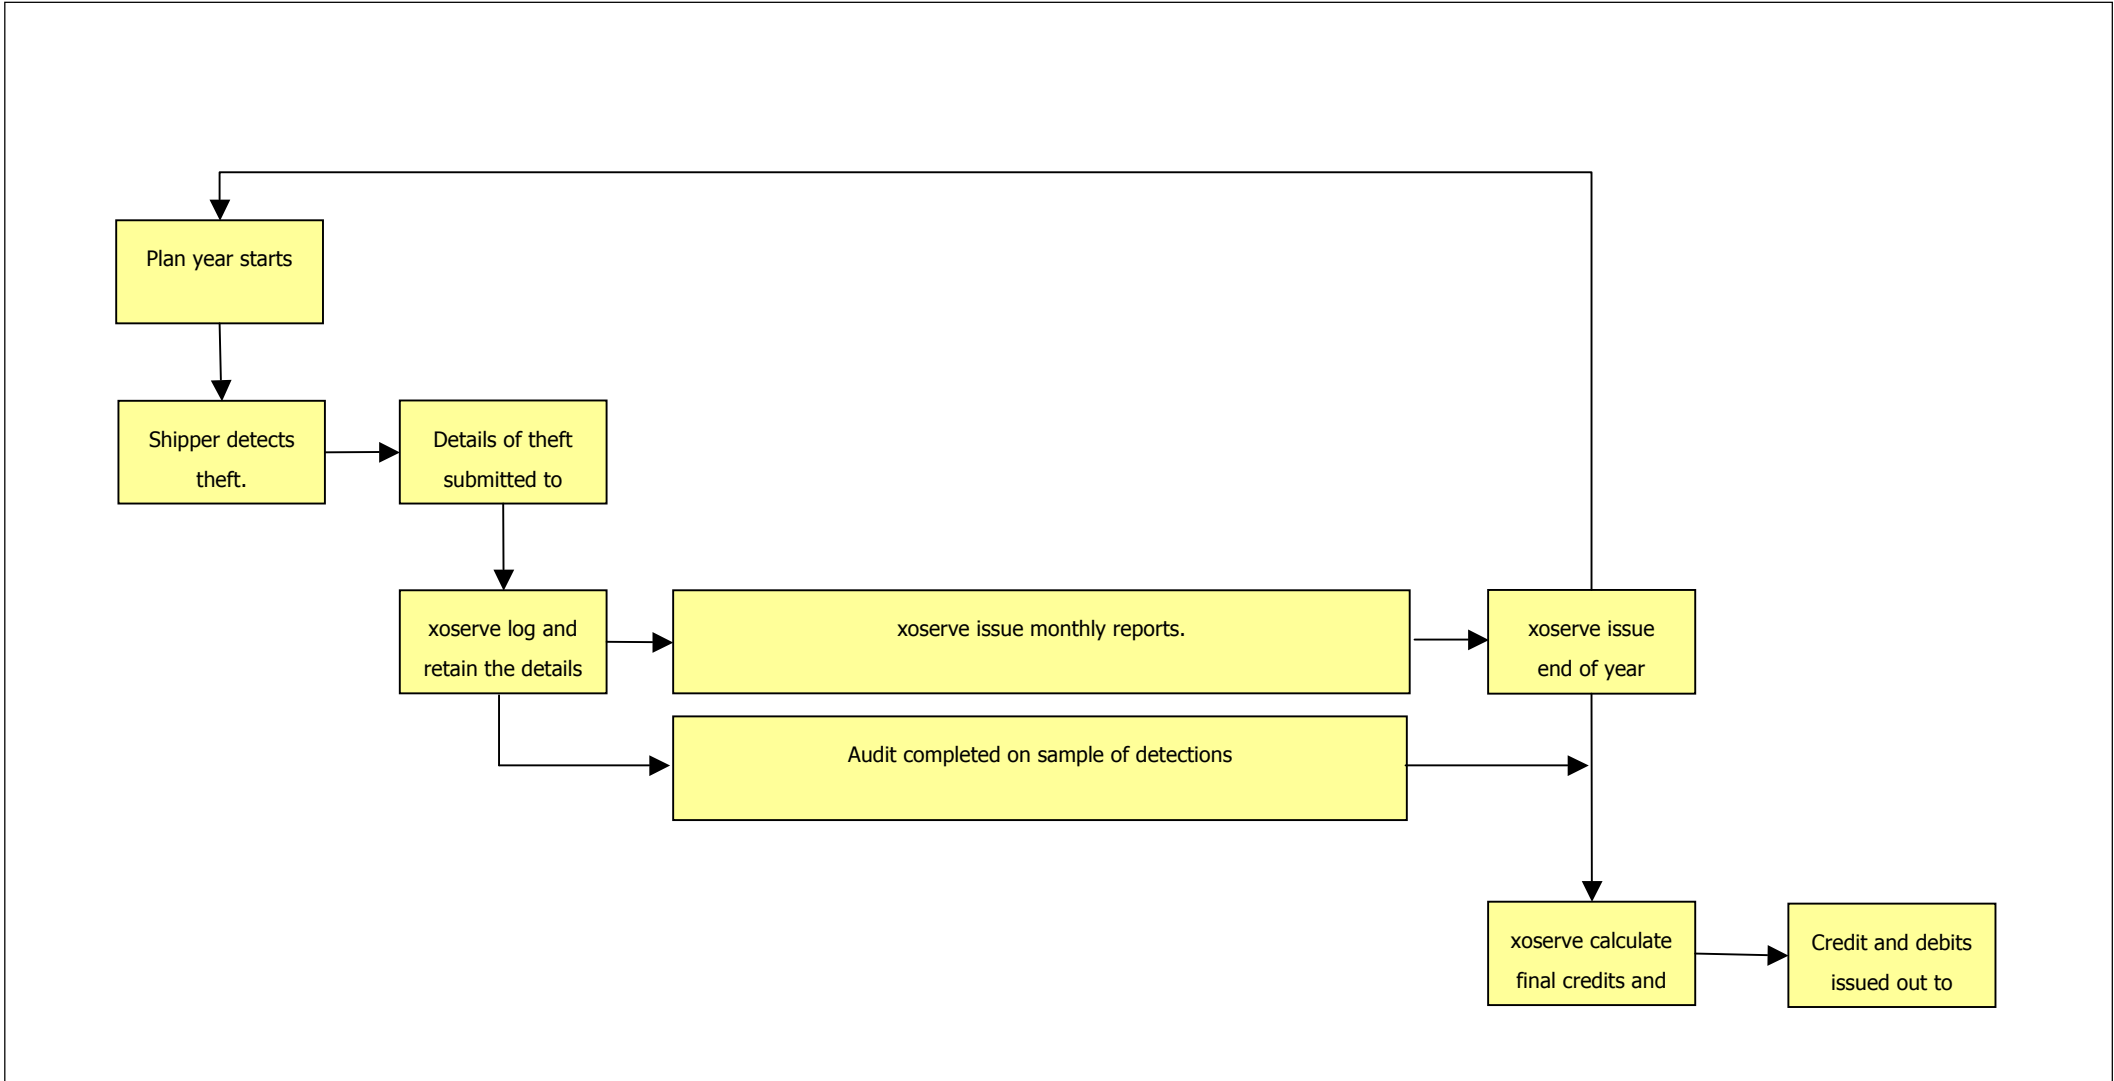 Plan year starts
Shipper detects
theft.
Details of theft
submitted to
xoserve log and
retain the details
xoserve issue monthly reports.
xoserve issue
end of year
Audit completed on sample of detections
xoserve calculate
final credits and
Credit and debits
issued out to